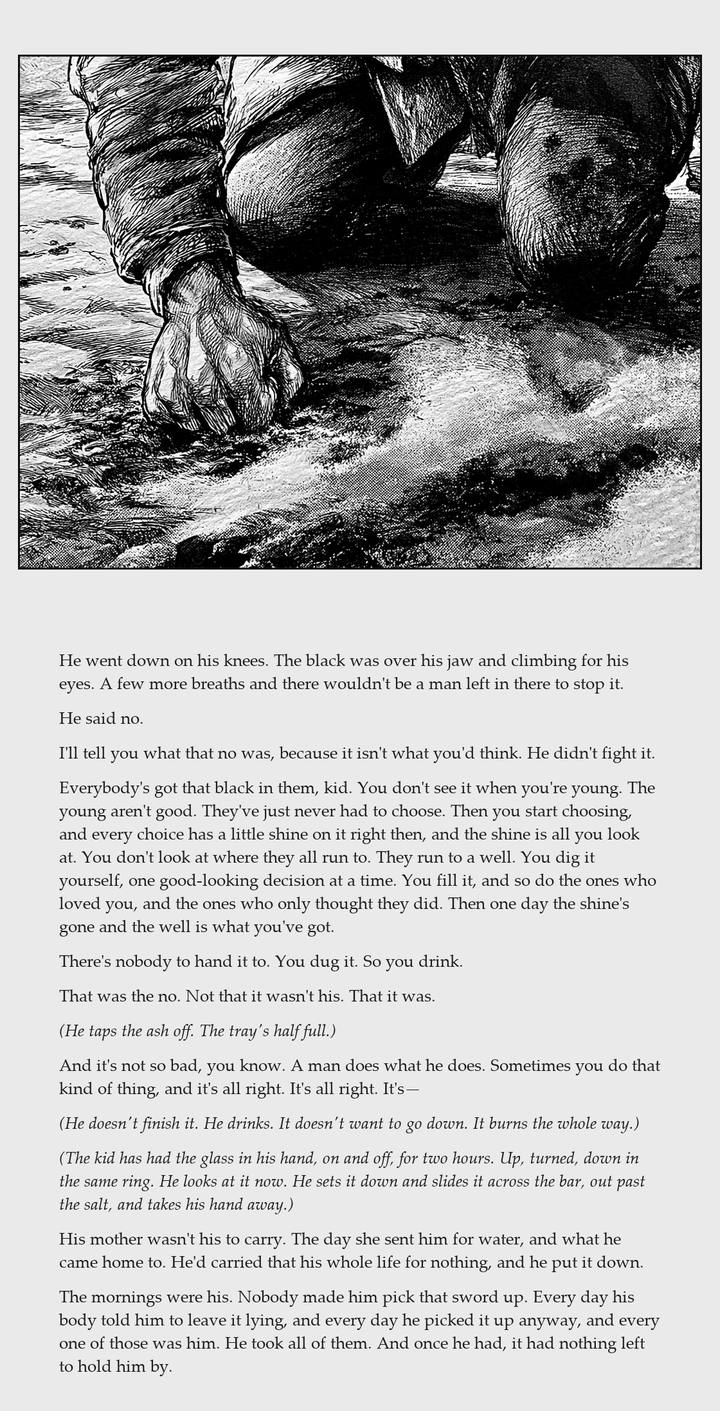 He went down on his knees. The black was over his jaw and climbing for his
eyes. A few more breaths and there wouldn't be a man left in there to stop it.
He said no.
I'll tell you what that no was, because it isn't what you'd think. He didn't fight it.
Everybody's got that black in them, kid. You don't see it when you're young. The
young aren't good. They've just never had to choose. Then you start choosing,
and every choice has a little shine on it right then, and the shine is all you look
at. You don't look at where they all run to. They run to a well. You dig it
yourself, one good-looking decision at a time. You fill it, and so do the ones who
loved you, and the ones who only thought they did. Then one day the shine's
gone and the well is what you've got.
There's nobody to hand it to. You dug it. So you drink.
That was the no. Not that it wasn't his. That it was.
(He taps the ash off. The tray's half full.)
And it's not so bad, you know. A man does what he does. Sometimes you do that
kind of thing, and it's all right. It's all right. It's—
(He doesn't finish it. He drinks. It doesn't want to go down. It burns the whole way.)
(The kid has had the glass in his hand, on and off, for two hours. Up, turned, down in
the same ring. He looks at it now. He sets it down and slides it across the bar, out past
the salt, and takes his hand away.)
His mother wasn't his to carry. The day she sent him for water, and what he
came home to. He'd carried that his whole life for nothing, and he put it down.
The mornings were his. Nobody made him pick that sword up. Every day his
body told him to leave it lying, and every day he picked it up anyway, and every
one of those was him. He took all of them. And once he had, it had nothing left
to hold him by.